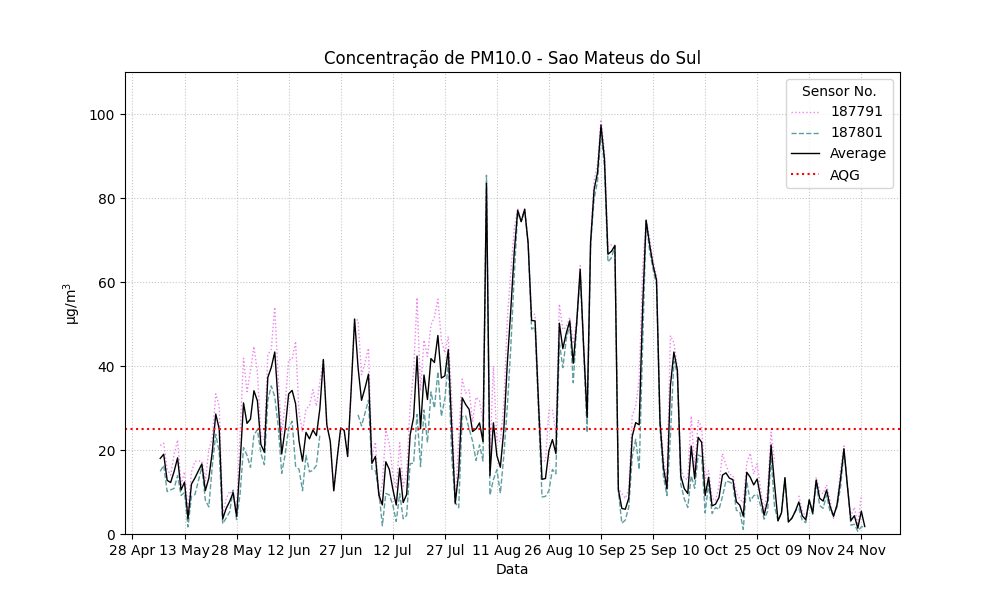 Concentração de PM10.0 - Sao Mateus do Sul
Sensor No.
187791
187801
Average
AQG
100
80
60
40
20
0
µg/m³
28 Apr 13 May 28 May 12 Jun 27 Jun 12 Jul 27 Jul 11 Aug 26 Aug 10 Sep 25 Sep 10 Oct 25 Oct 09 Nov 24 Nov
Data